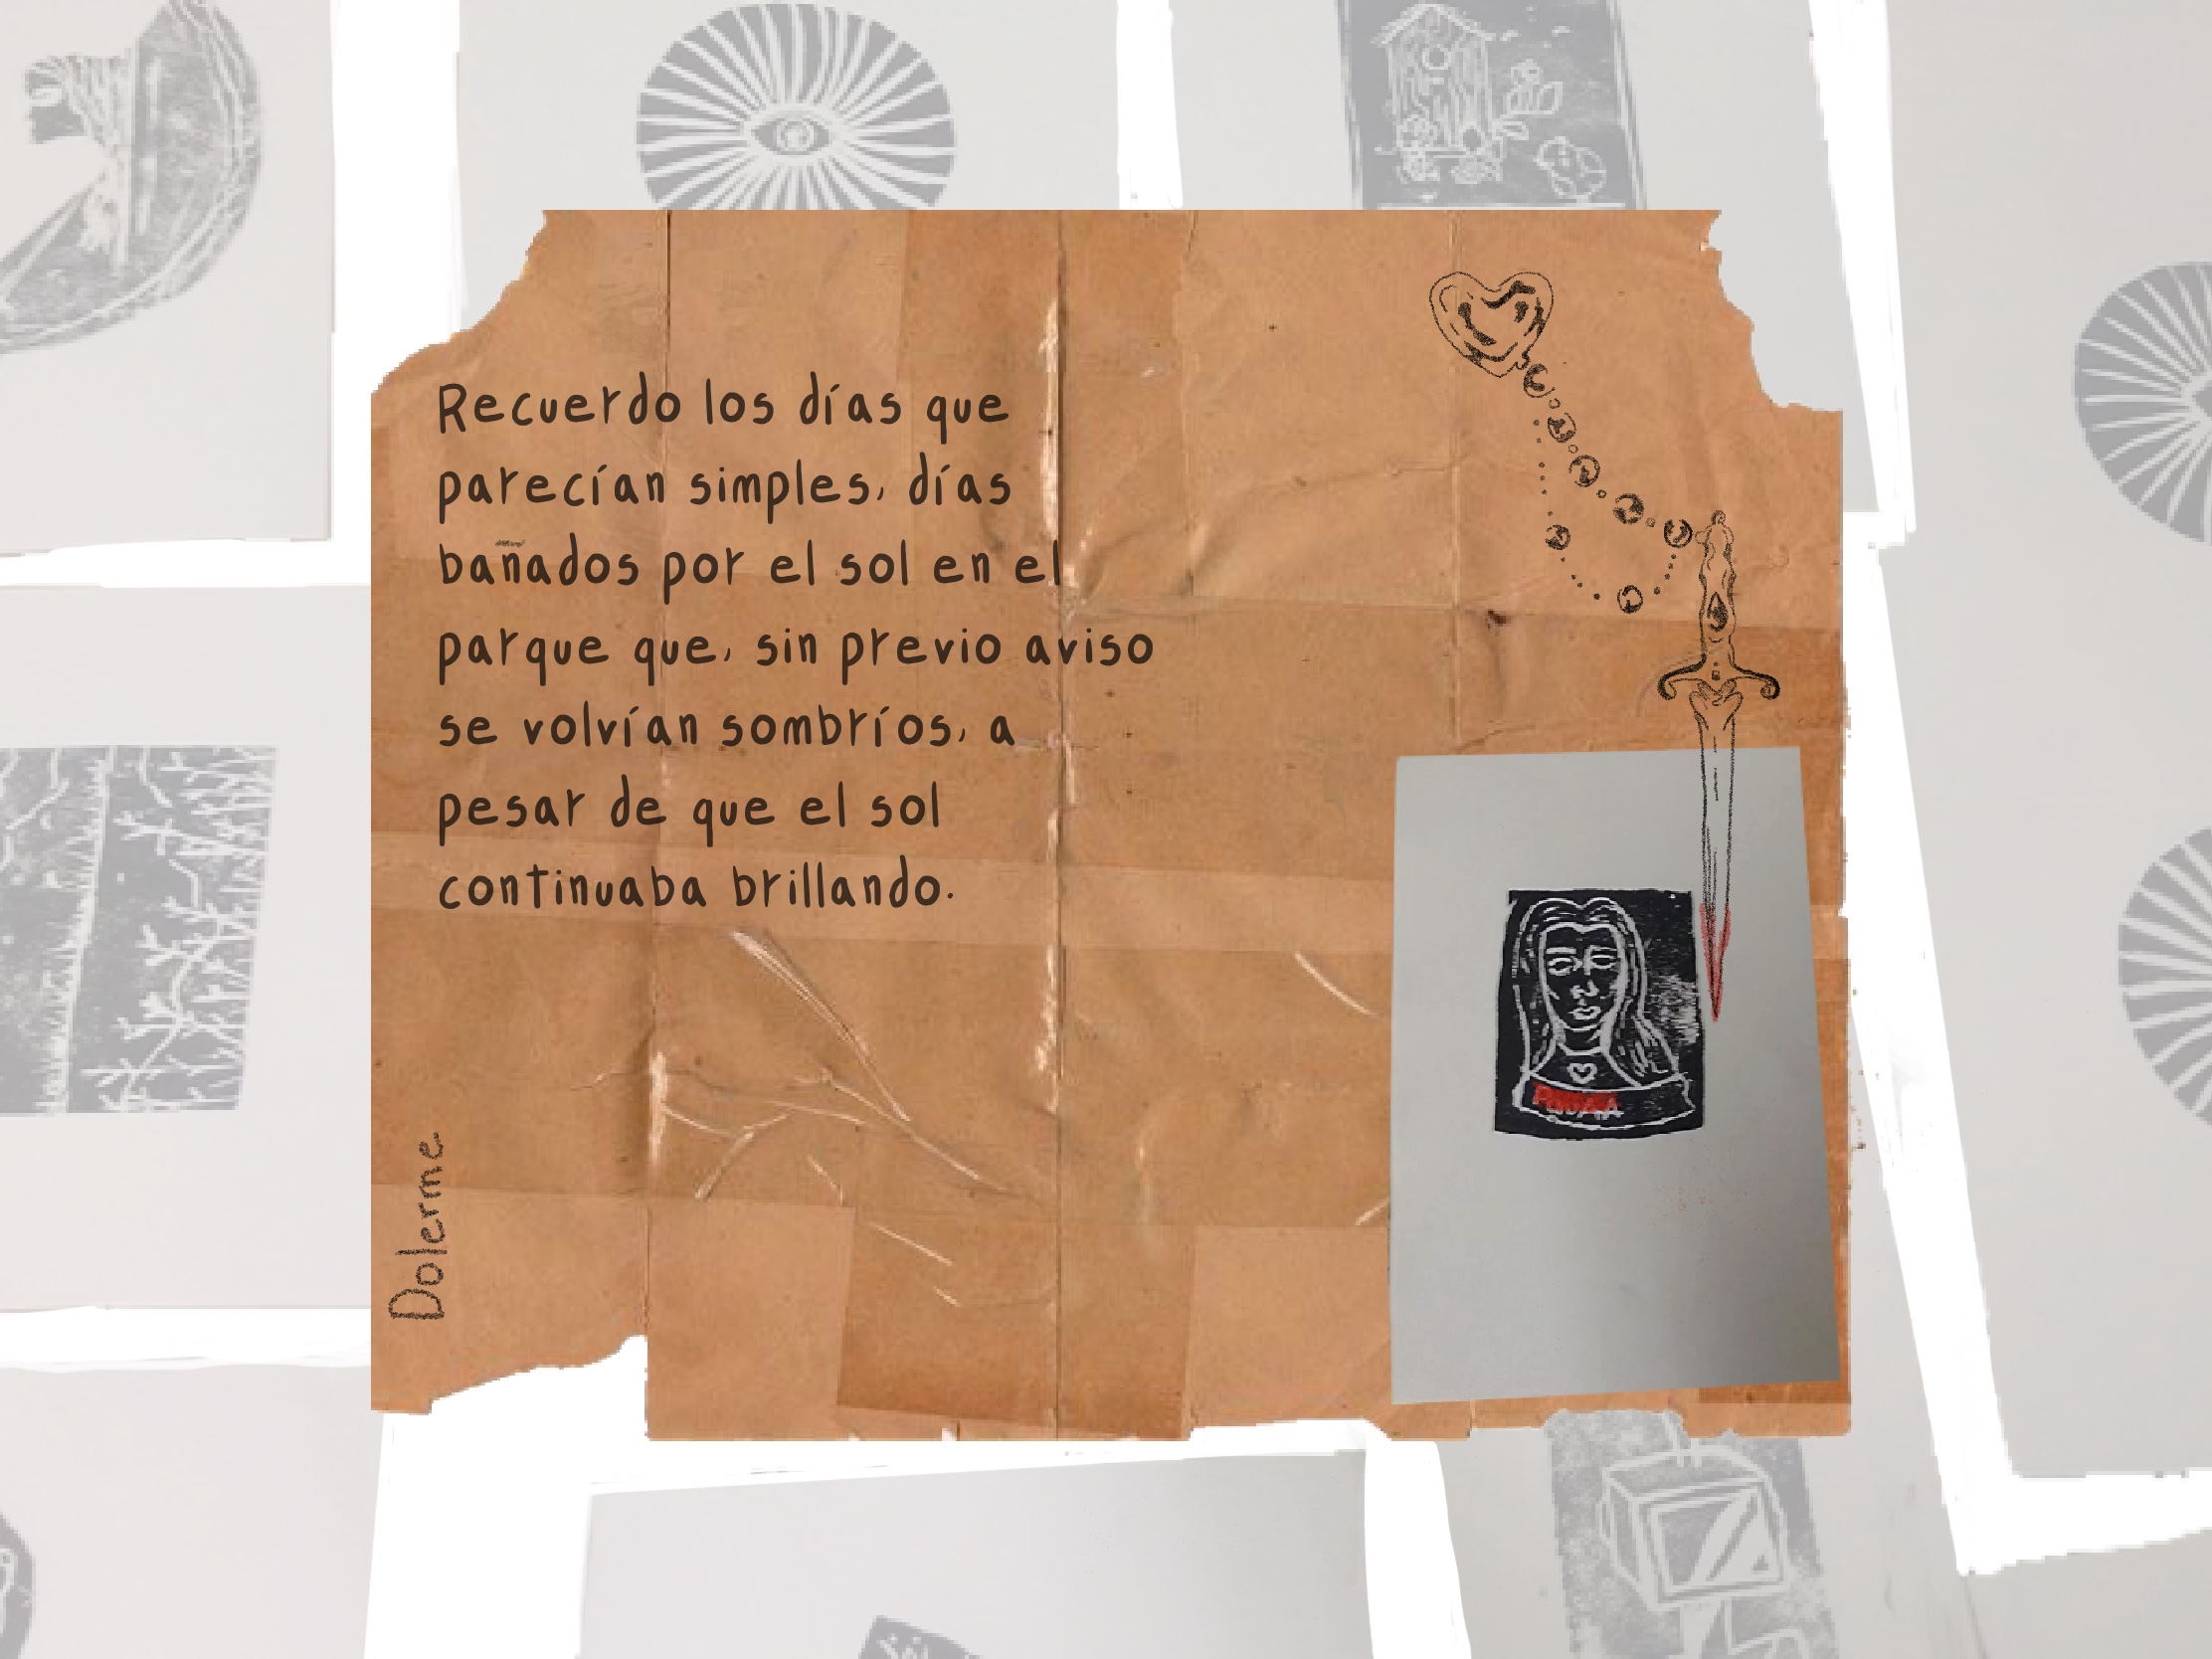 Recuerdo los días que
parecían simples, días
bañados por el sol en el
parque que, sin previo aviso
se volvían sombríos, a
pesar de que el sol
continuaba brillando.
Dolerme